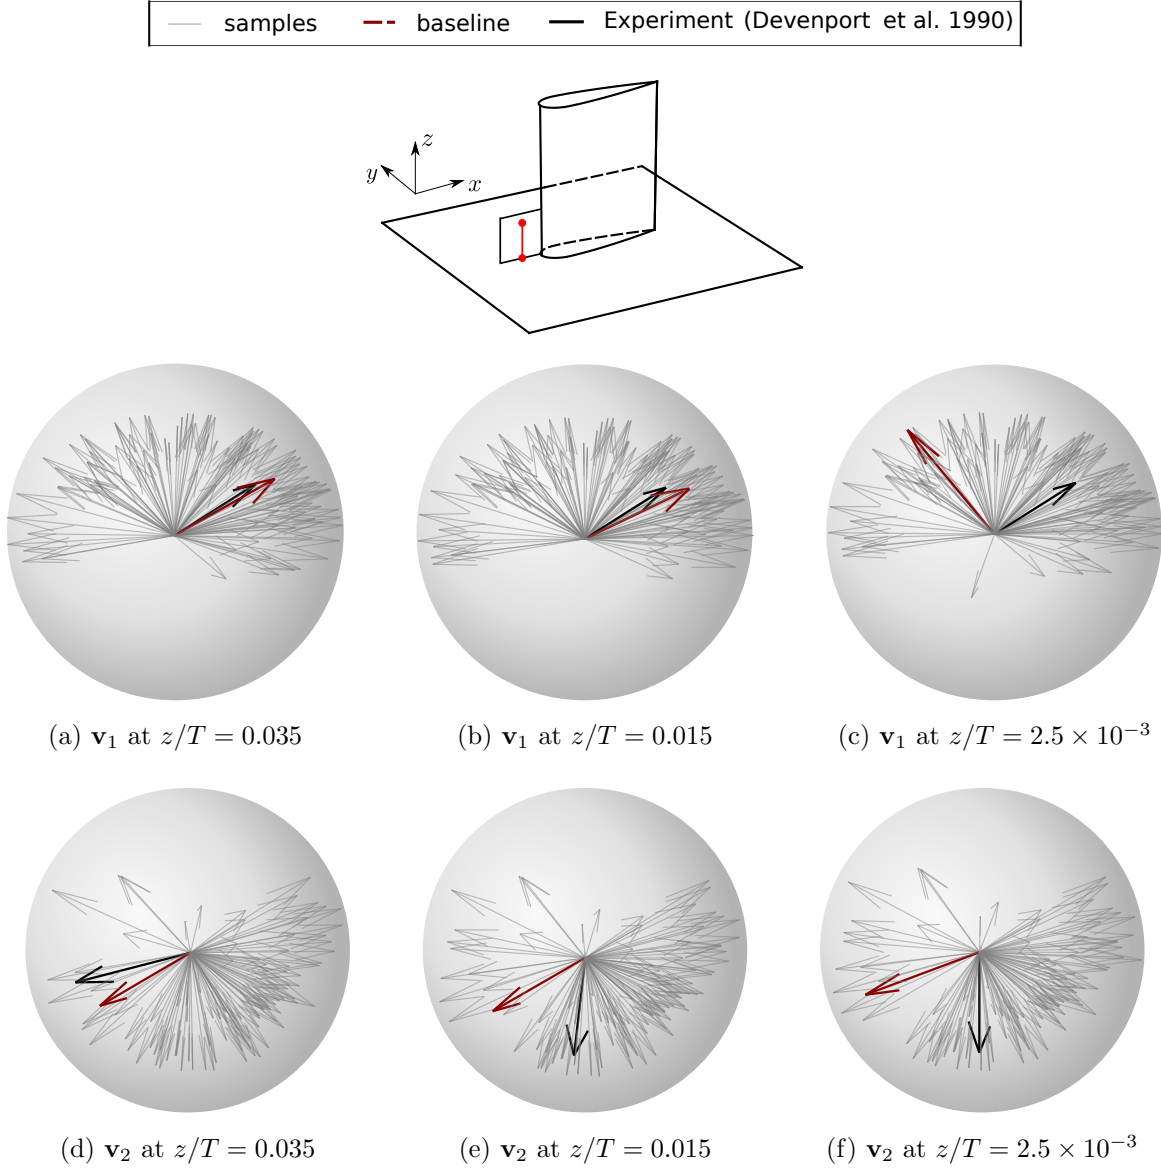 samples baseline Experiment (Devenport et al. 1990)
z
y
x
(a) v₁ at z/T = 0.035
(b) v₁ at z/T = 0.015
(c) v₁ at z/T = 2.5 × 10⁻³
(d) v₂ at z/T = 0.035
(e) v₂ at z/T = 0.015
(f) v₂ at z/T = 2.5 × 10⁻³